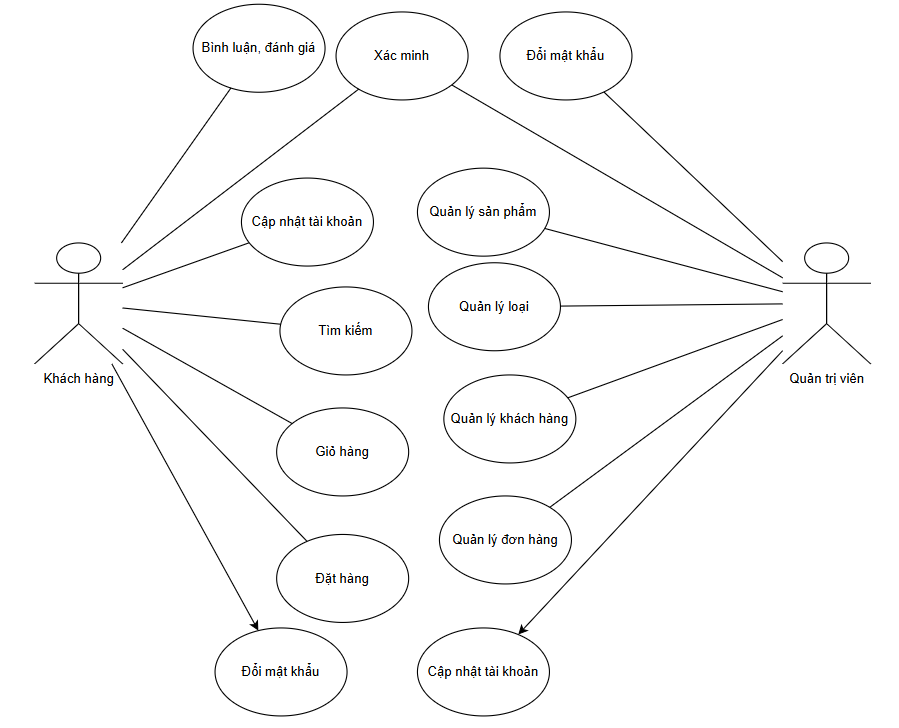 Bình luận, đánh giá
Xác minh
Đổi mật khẩu
Cập nhật tài khoản
Quản lý sản phẩm
Quản lý loại
Tìm kiếm
Khách hàng
Quản trị viên
Quản lý khách hàng
Giỏ hàng
Quản lý đơn hàng
Đặt hàng
Đổi mật khẩu
Cập nhật tài khoản